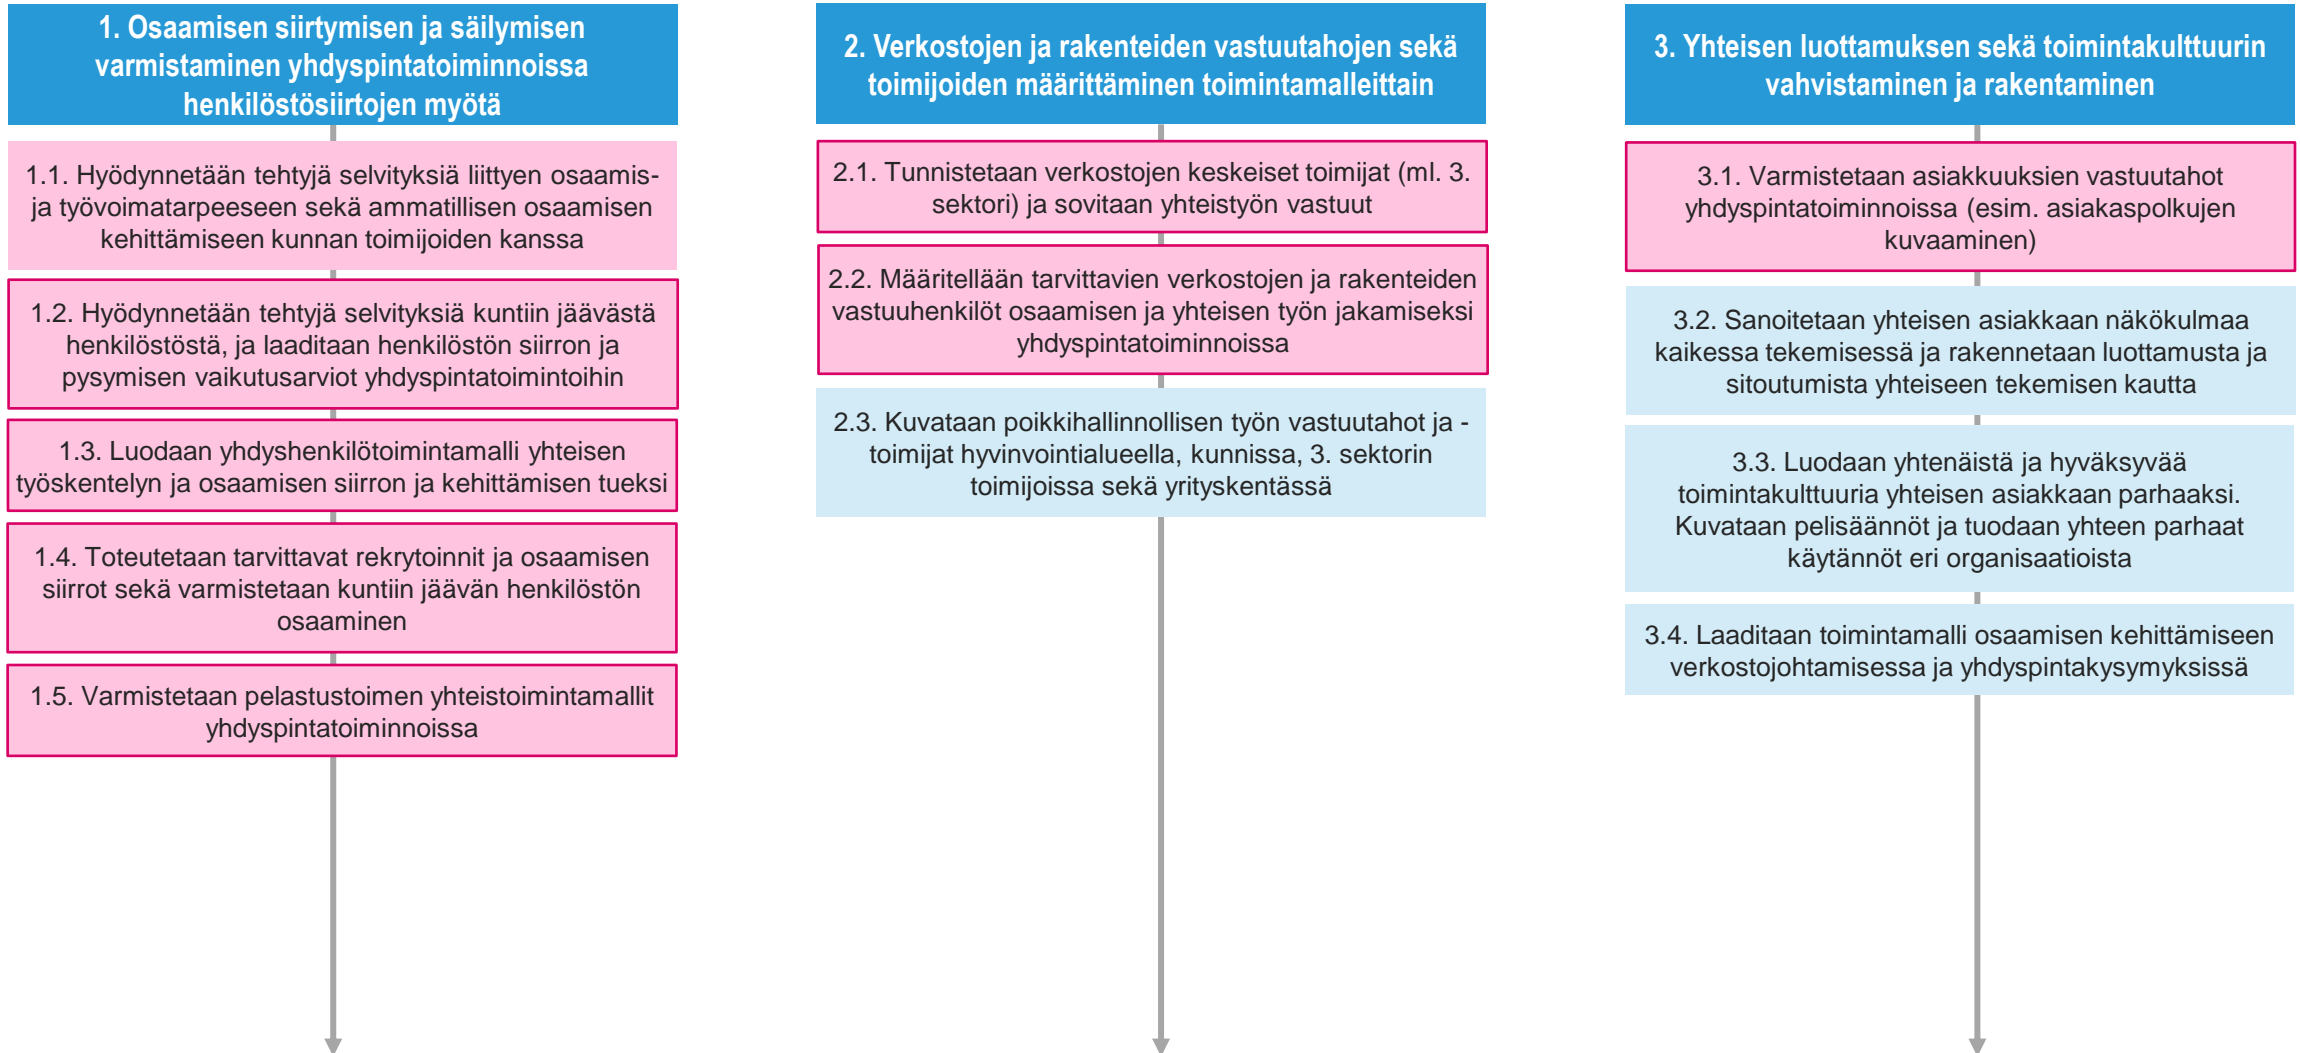 1. Osaamisen siirtymisen ja säilymisen
varmistaminen yhdyspintatoiminnoissa
henkilöstösiirtojen myötä
1.1. Hyödynnetään tehtyjä selvityksiä liittyen osaamis-
ja työvoimatarpeeseen sekä ammatillisen osaamisen
kehittämiseen kunnan toimijoiden kanssa
1.2. Hyödynnetään tehtyjä selvityksiä kuntiin jäävästä
henkilöstöstä, ja laaditaan henkilöstön siirron ja
pysymisen vaikutusarviot yhdyspintatoimintoihin
1.3. Luodaan yhdyshenkilötoimintamalli yhteisen
työskentelyn ja osaamisen siirron ja kehittämisen tueksi
1.4. Toteutetaan tarvittavat rekrytoinnit ja osaamisen
siirrot sekä varmistetaan kuntiin jäävän henkilöstön
osaaminen
1.5. Varmistetaan pelastustoimen yhteistoimintamallit
yhdyspintatoiminnoissa
2. Verkostojen ja rakenteiden vastuutahojen sekä
toimijoiden määrittäminen toimintamalleittain
2.1. Tunnistetaan verkostojen keskeiset toimijat (ml. 3.
sektori) ja sovitaan yhteistyön vastuut
2.2. Määritellään tarvittavien verkostojen ja rakenteiden
vastuuhenkilöt osaamisen ja yhteisen työn jakamiseksi
yhdyspintatoiminnoissa
2.3. Kuvataan poikkihallinnollisen työn vastuutahot ja -
toimijat hyvinvointialueella, kunnissa, 3. sektorin
toimijoissa sekä yrityskentässä
3. Yhteisen luottamuksen sekä toimintakulttuurin
vahvistaminen ja rakentaminen
3.1. Varmistetaan asiakkuuksien vastuutahot
yhdyspintatoiminnoissa (esim. asiakaspolkujen
kuvaaminen)
3.2. Sanoitetaan yhteisen asiakkaan näkökulmaa
kaikessa tekemisessä ja rakennetaan luottamusta ja
sitoutumista yhteiseen tekemisen kautta
3.3. Luodaan yhtenäistä ja hyväksyvää
toimintakulttuuria yhteisen asiakkaan parhaaksi.
Kuvataan pelisäännöt ja tuodaan yhteen parhaat
käytännöt eri organisaatioista
3.4. Laaditaan toimintamalli osaamisen kehittämiseen
verkostojohtamisessa ja yhdyspintakysymyksissä